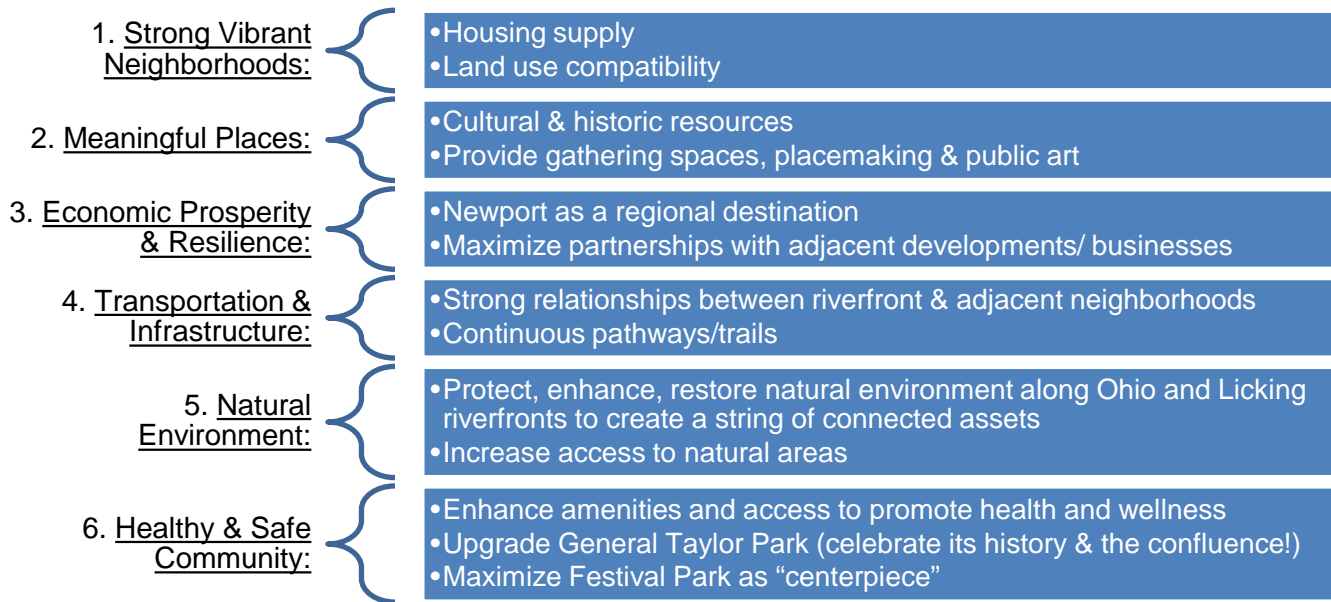 1. Strong Vibrant
Neighborhoods:
•Housing supply
•Land use compatibility
2. Meaningful Places:
•Cultural & historic resources
•Provide gathering spaces, placemaking & public art
3. Economic Prosperity
& Resilience:
•Newport as a regional destination
•Maximize partnerships with adjacent developments/ businesses
4. Transportation &
Infrastructure:
•Strong relationships between riverfront & adjacent neighborhoods
•Continuous pathways/trails
5. Natural
Environment:
•Protect, enhance, restore natural environment along Ohio and Licking
riverfronts to create a string of connected assets
•Increase access to natural areas
6. Healthy & Safe
Community:
•Enhance amenities and access to promote health and wellness
•Upgrade General Taylor Park (celebrate its history & the confluence!)
•Maximize Festival Park as “centerpiece”